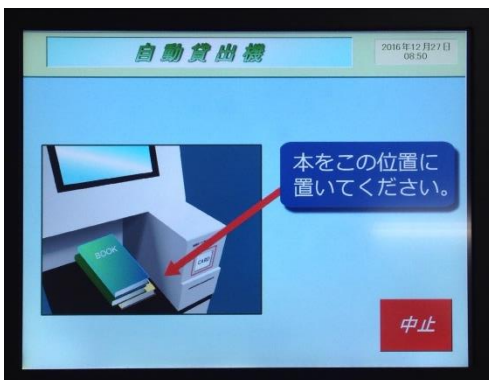 自動貸出機
2016年12月27日
08:50
本をこの位置に
置いてください。
BOOK
中止